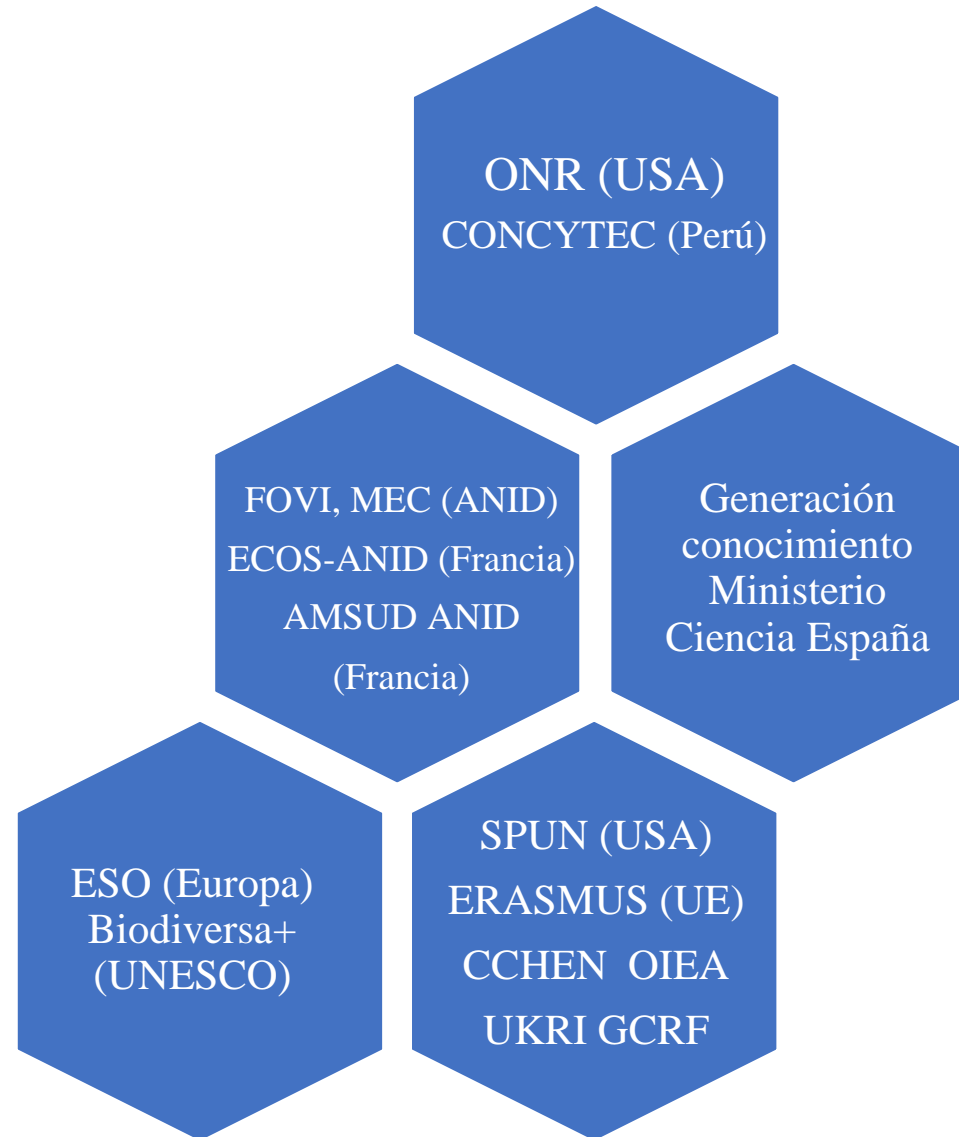 ONR (USA)
CONCYTEC (Perú)
FOVI, MEC (ANID)
ECOS-ANID (Francia)
AMSUD ANID
(Francia)
Generación
conocimiento
Ministerio
Ciencia España
ESO (Europa)
Biodiversa+
(UNESCO)
SPUN (USA)
ERASMUS (UE)
CCHEN OIEA
UKRI GCRF